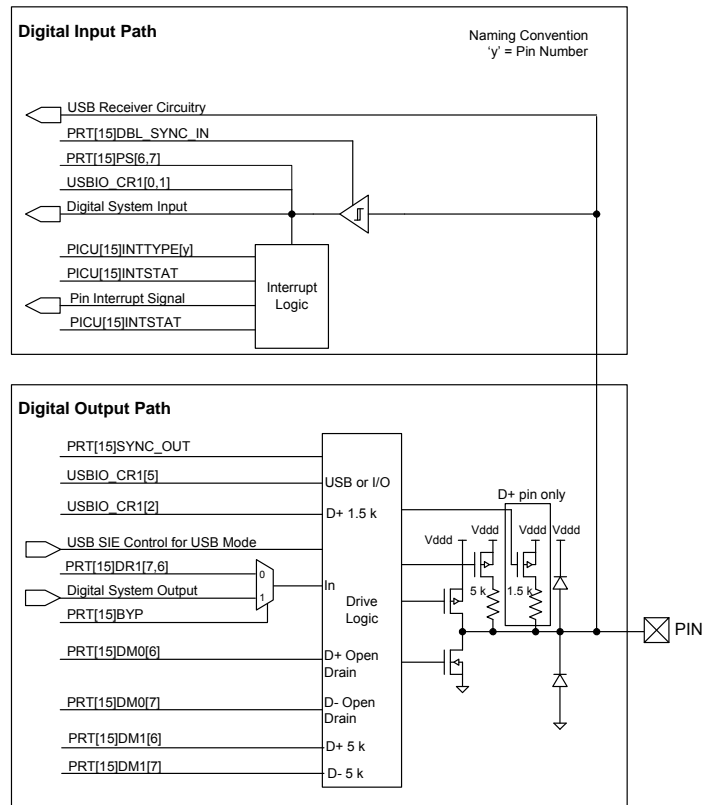 Digital Input Path
Naming Convention
'y' = Pin Number
USB Receiver Circuitry
PRT[15]DBL_SYNC_IN
PRT[15]PS[6,7]
USBIO_CR1[0,1]
Digital System Input
PICU[15]INTTYPE[y]
PICU[15]INTSTAT
Pin Interrupt Signal
PICU[15]INTSTAT
Interrupt
Logic
Digital Output Path
PRT[15]SYNC_OUT
USBIO_CR1[5]
USB or I/O
USBIO_CR1[2]
D+ 1.5 k
D+ pin only
USB SIE Control for USB Mode
Vddd
Vddd
Vddd
Vddd
PRT[15]DR1[7,6]
0
Digital System Output
1
In
PRT[15]BYP
Drive
Logic
5 k
1.5 k
PIN
PRT[15]DM0[6]
D+ Open
Drain
PRT[15]DM0[7]
D- Open
Drain
PRT[15]DM1[6]
D+ 5 k
PRT[15]DM1[7]
D- 5 k